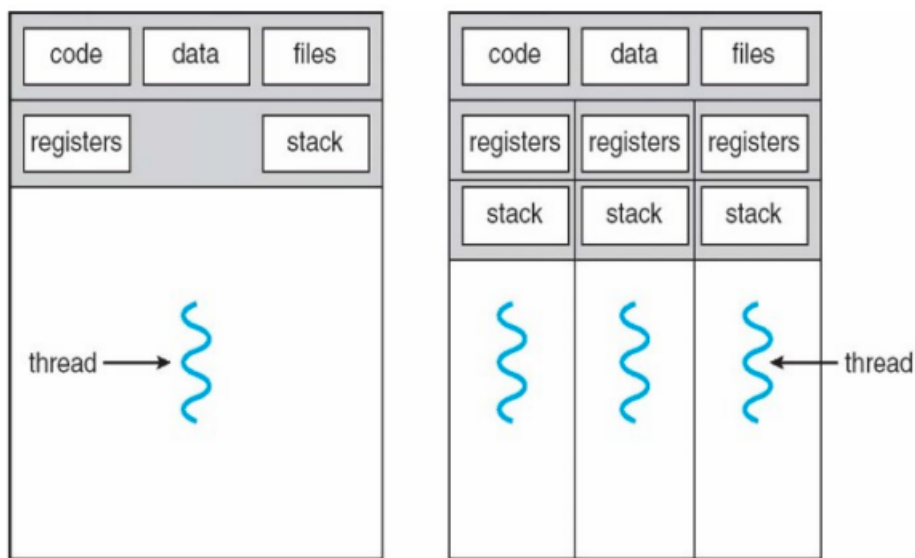 code data files
registers stack
thread
code data files
registers registers registers
stack stack stack
thread